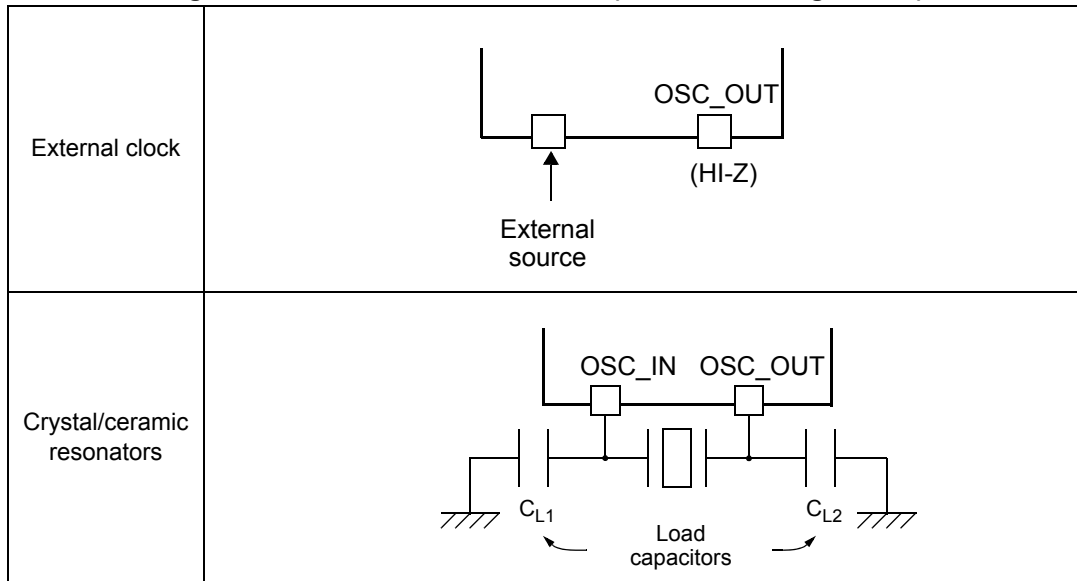 External clock
OSC_OUT
(HI-Z)
External
source
Crystal/ceramic
resonators
OSC_IN OSC_OUT
CL1
CL2
Load
capacitors